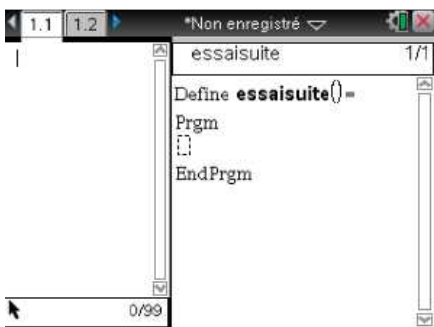 1.1 1.2 *Non enregistré
essaisuite 1/1
Define essaisuite()=
Prgm
EndPrgm
0/99